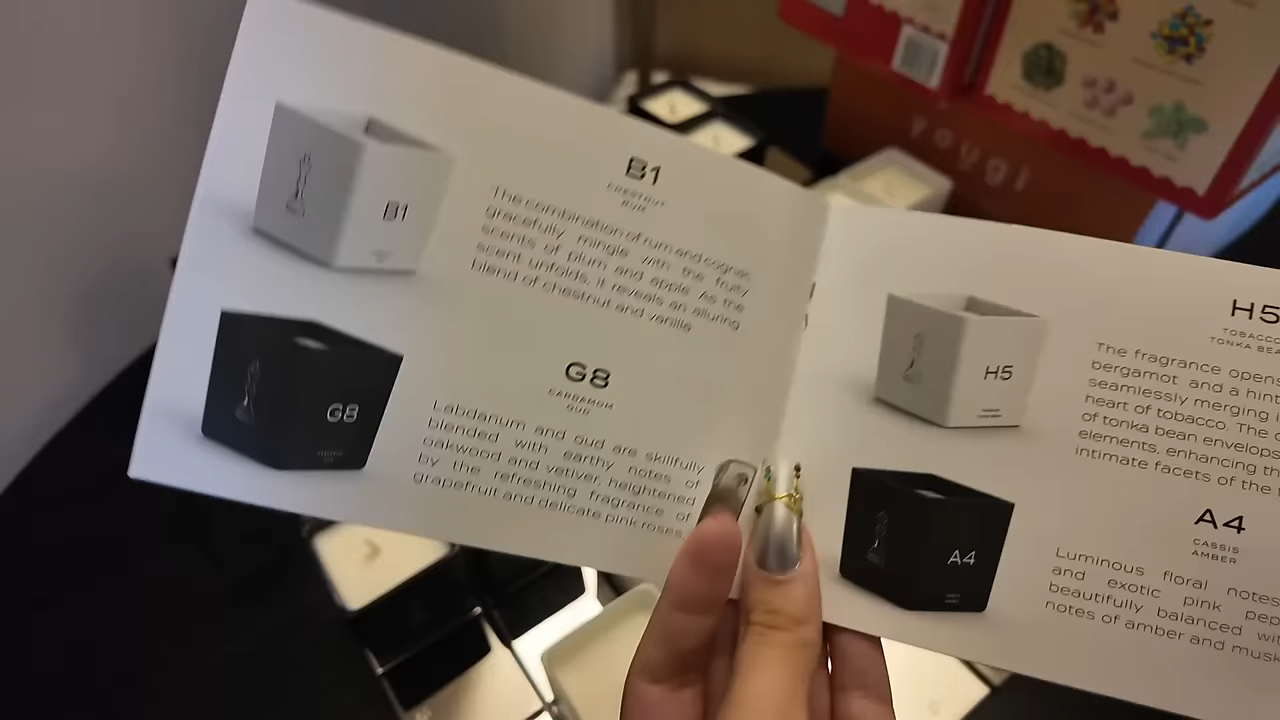 B1
CHESTNUT
RUM
The combination of rum and cognac
gracefully mingle with the fruity
scents of plum and apple. As the
scent unfolds, it reveals an alluring
blend of chestnut and vanilla.
B1
G8
CARDAMOM
OUD
Labdanum and oud are skillfully
blended with earthy notes of
oakwood and vetiver, heightened
by the refreshing fragrance of
grapefruit and delicate pink roses.
G8
H5
TOBACCO
TONKA BEA
The fragrance opens
bergamot and a hint
seamlessly merging i
heart of tobacco. The
of tonka bean envelops
elements, enhancing th
intimate facets of the
H5
A4
CASSIS
AMBER
Luminous floral notes
and exotic pink pep
beautifully balanced wi
notes of amber and musk
A4
yougi